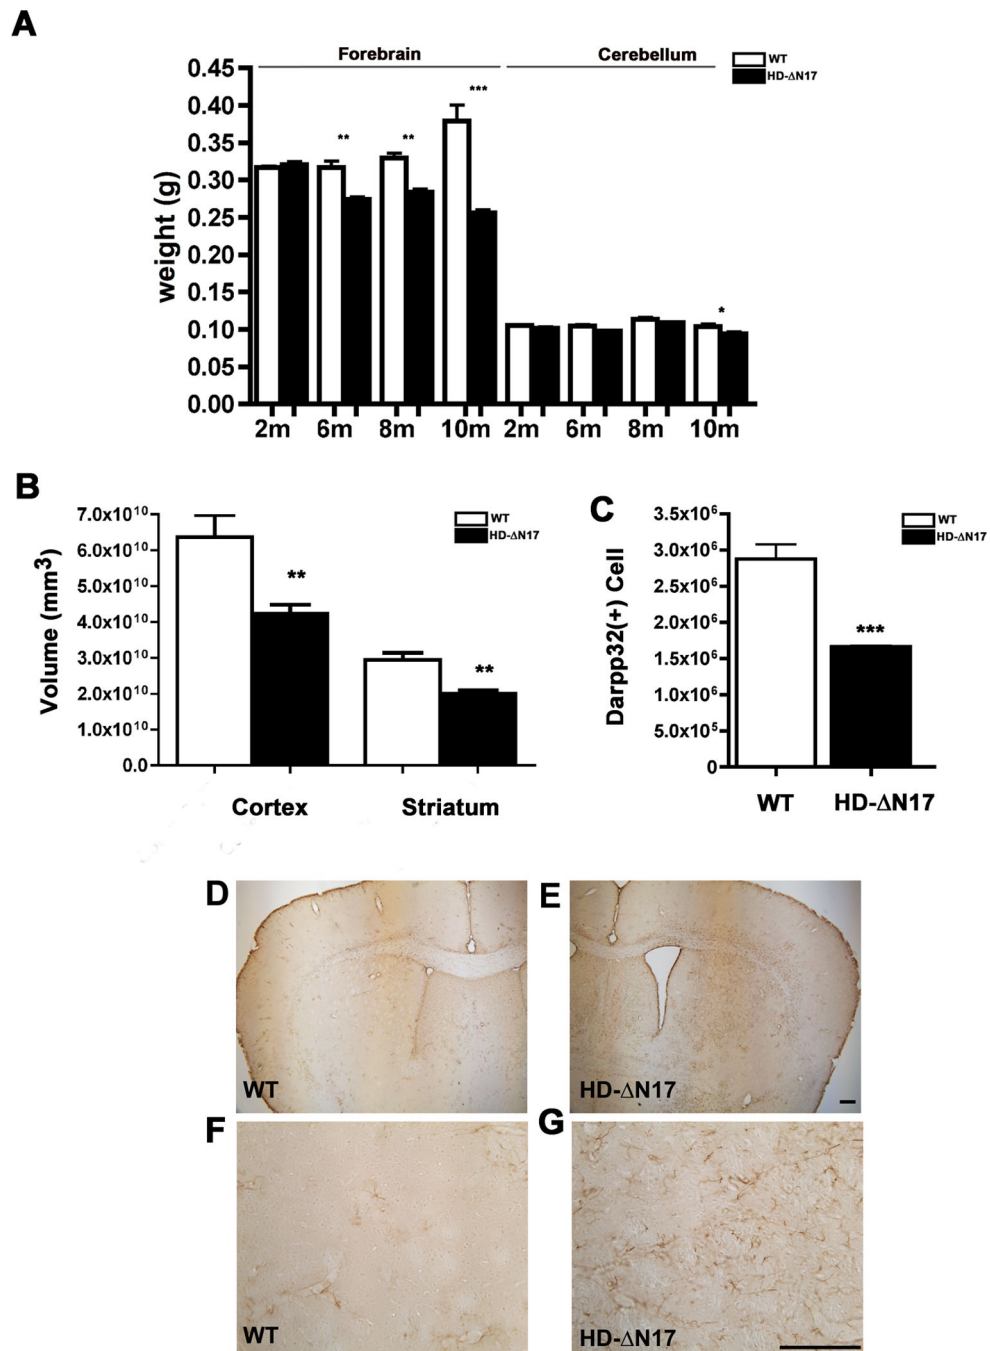 A
Forebrain
Cerebellum
WT
HD-ΔN17
weight (g)
0.45
0.40
0.35
0.30
0.25
0.20
0.15
0.10
0.05
0.00
**
**
***
*
2m 6m 8m 10m 2m 6m 8m 10m
B
Volume (mm³)
7.0x10¹⁰
6.0x10¹⁰
5.0x10¹⁰
4.0x10¹⁰
3.0x10¹⁰
2.0x10¹⁰
1.0x10¹⁰
0.0
WT
HD-ΔN17
**
**
Cortex Striatum
C
Darpp32(+) Cell
3.5x10⁶
3.0x10⁶
2.5x10⁶
2.0x10⁶
1.5x10⁶
1.0x10⁶
5.0x10⁵
0
WT
HD-ΔN17
***
WT HD-ΔN17
D
WT
E
HD-ΔN17
F
WT
G
HD-ΔN17